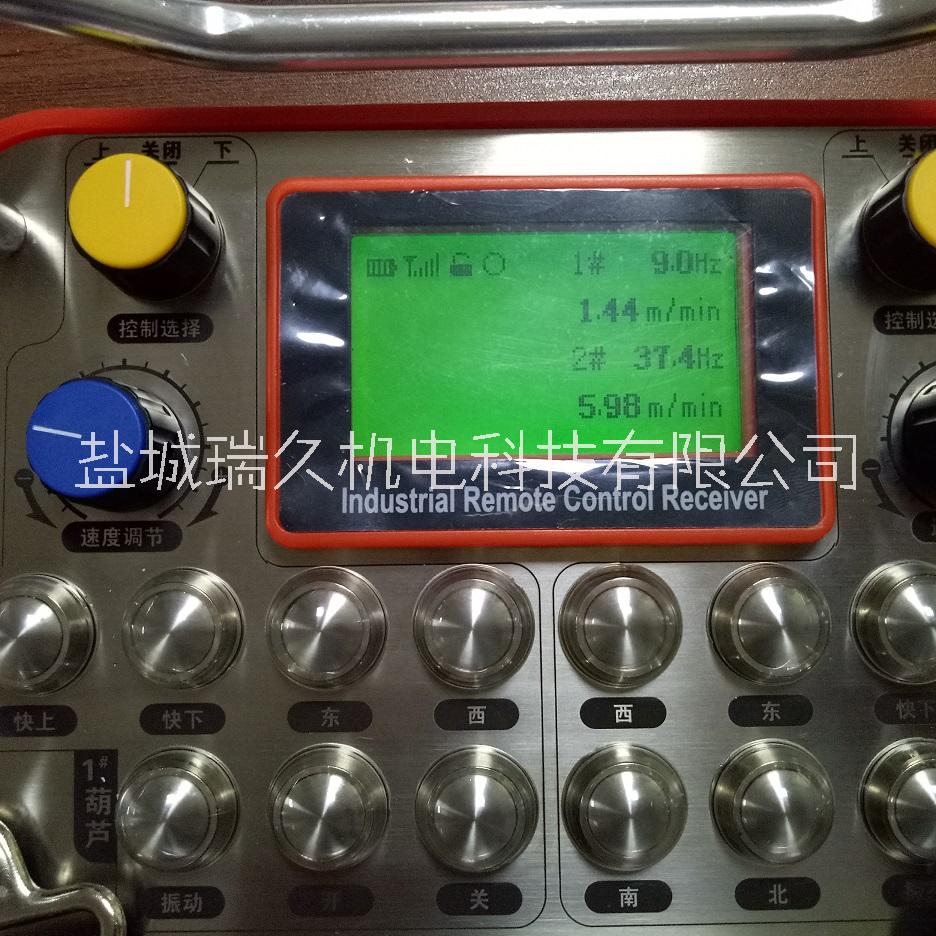 上 关闭 下
上 关闭
1# 9.0Hz
控制选择
1.44m/min
控制
2# 37.4Hz
5.98m/min
盐城瑞久机电科技有限公司
Industrial Remote Control Receiver
速度调节
快上 快下 东 西 西 东 快下
1#、葫芦
振动 开 关 南 北